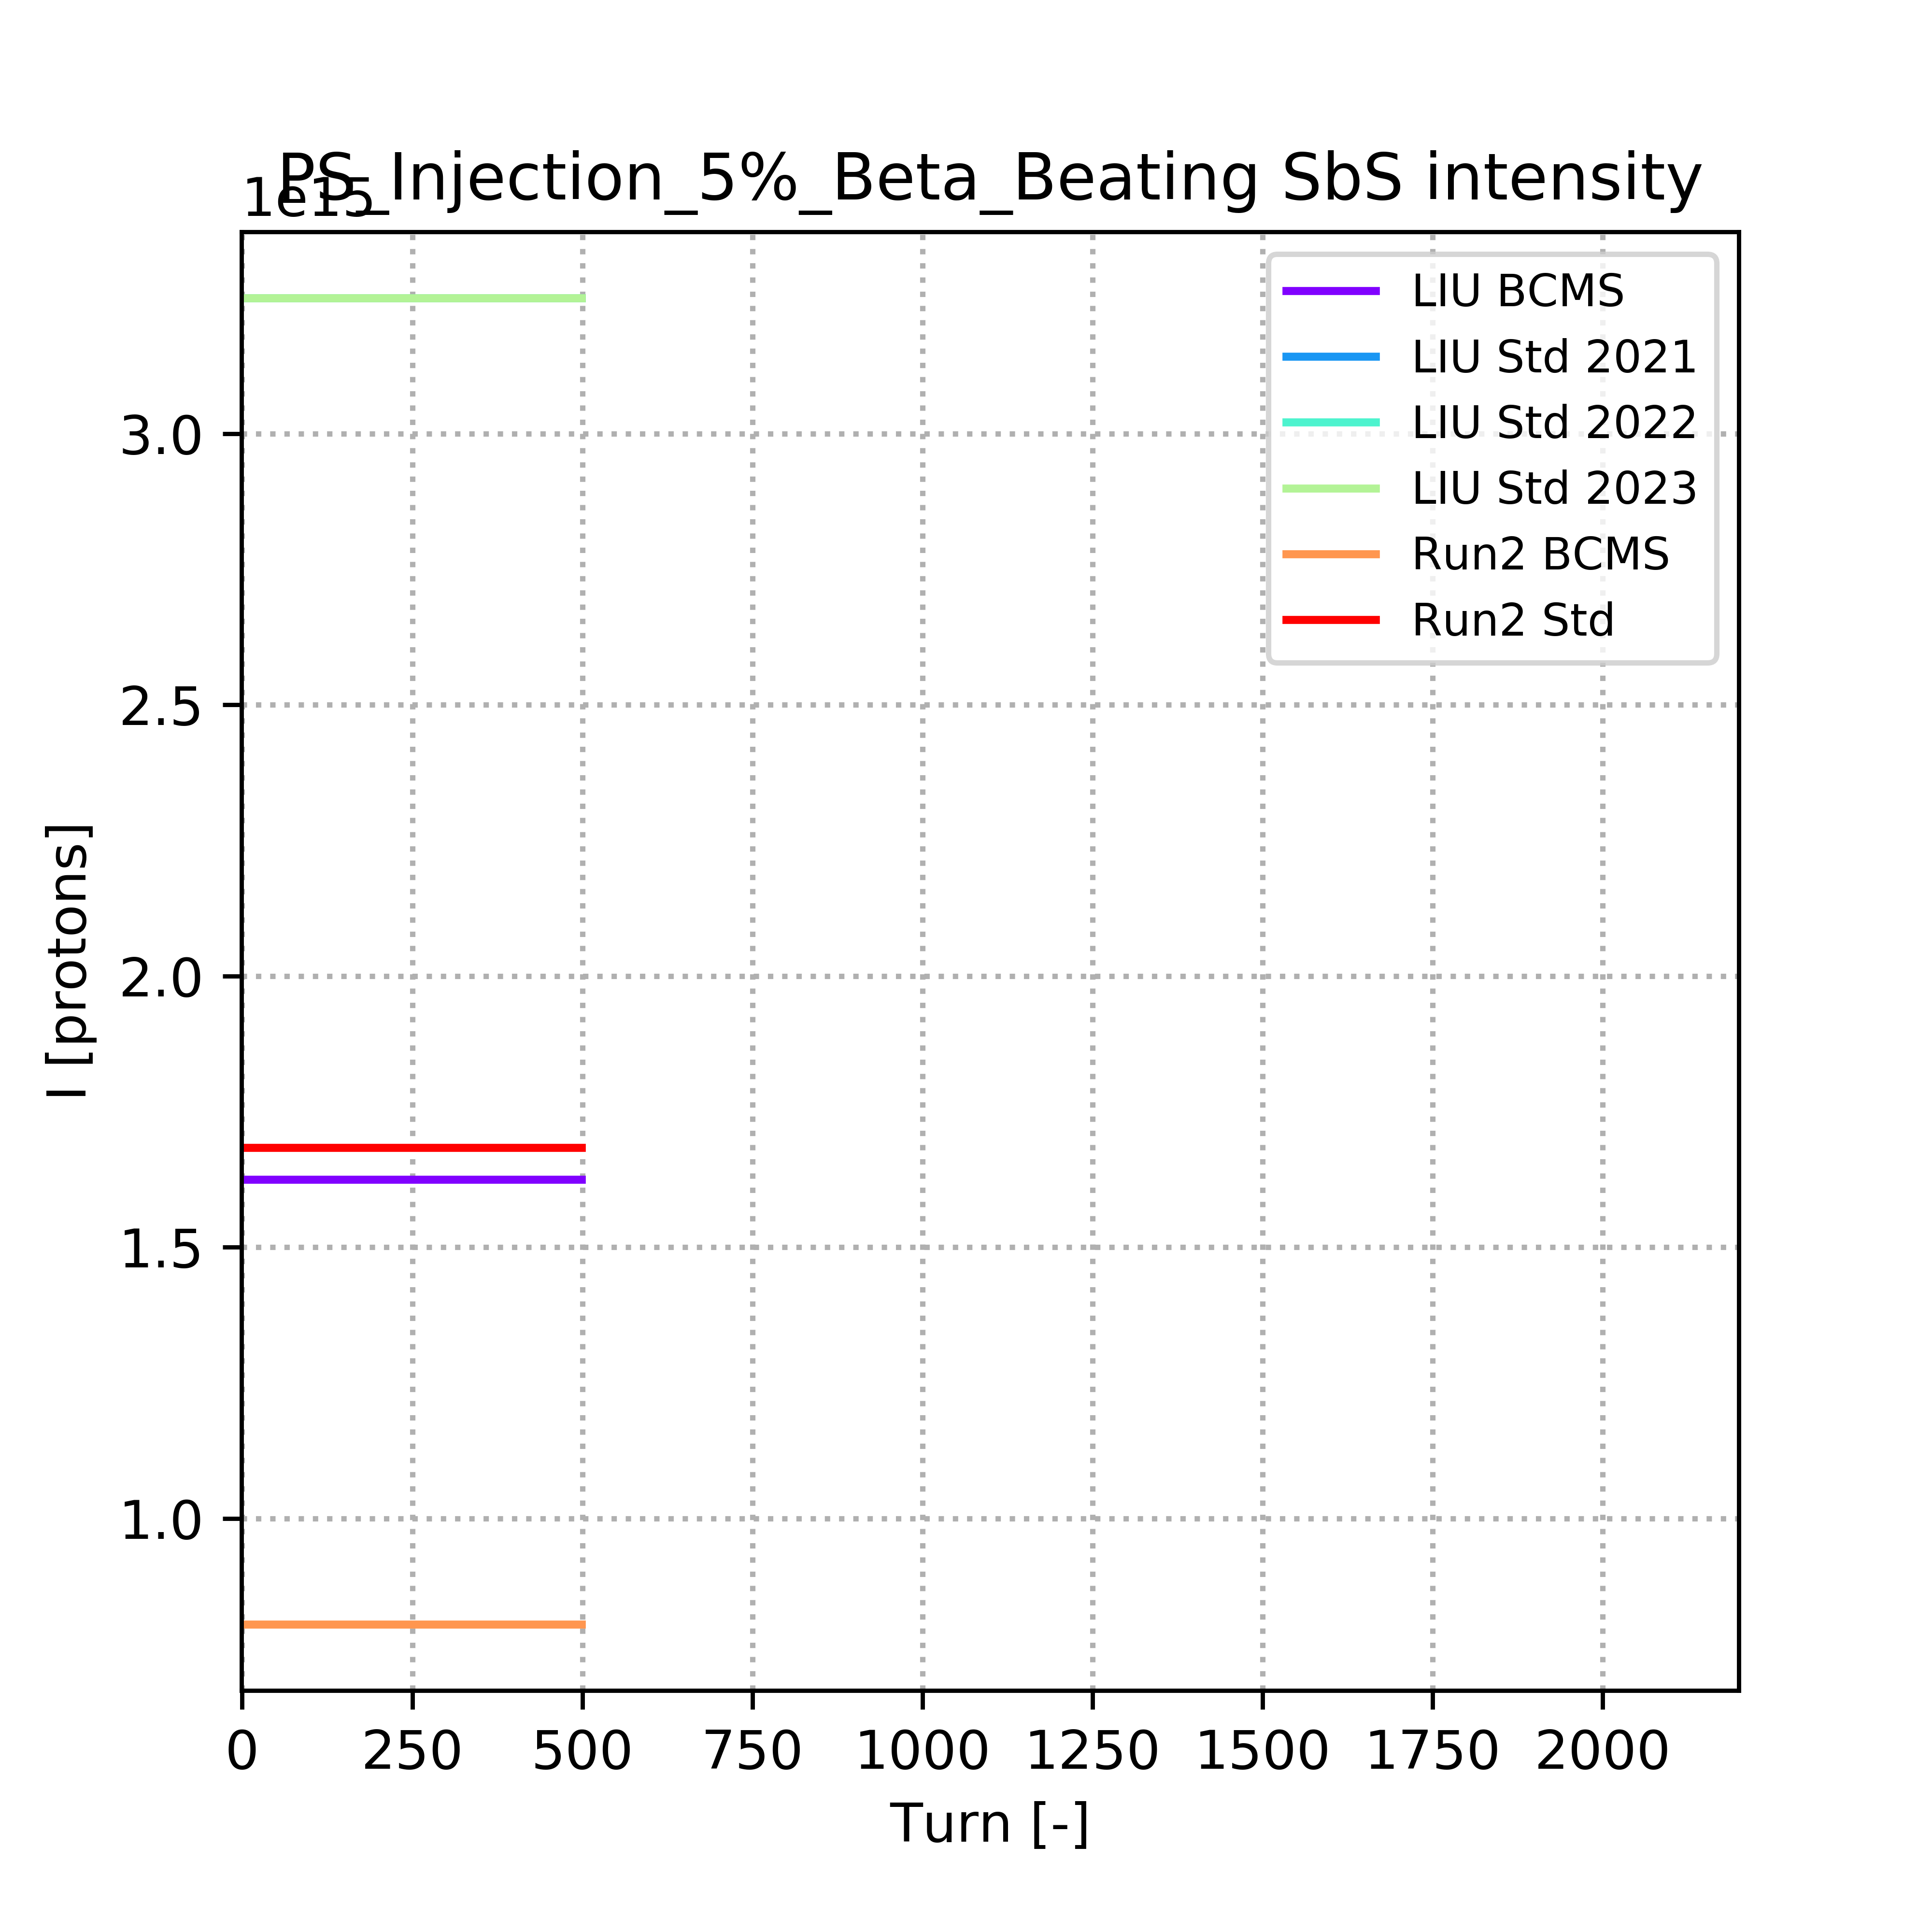 PS_Injection_5%_Beta_Beating SbS intensity
1e15
LIU BCMS
LIU Std 2021
LIU Std 2022
LIU Std 2023
Run2 BCMS
Run2 Std
3.0
2.5
2.0
1.5
1.0
I [protons]
0 250 500 750 1000 1250 1500 1750 2000
Turn [-]